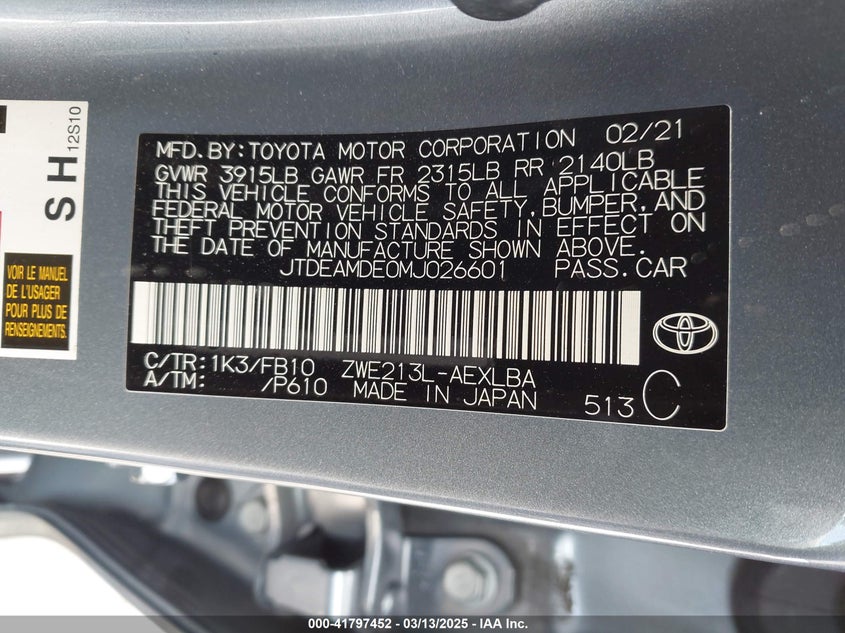 SH
12S10
VOIR LE MANUEL
DE L'USAGER
POUR PLUS DE
RENSEIGNEMENTS.
MFD.BY:TOYOTA MOTOR CORPORATION 02/21
GVWR 3915LB GAWR FR 2315LB RR 2140LB
THIS VEHICLE CONFORMS TO ALL APPLICABLE
FEDERAL MOTOR VEHICLE SAFETY,BUMPER,AND
THEFT PREVENTION STANDARDS IN EFFECT ON
THE DATE OF MANUFACTURE SHOWN ABOVE.
JTDEAMDE0MJ026601 PASS.CAR
C/TR:1K3/FB10 ZWE213L-AEXLBA
A/TM: /P610 MADE IN JAPAN 513 C
000-41797452 - 03/13/2025 - IAA Inc.